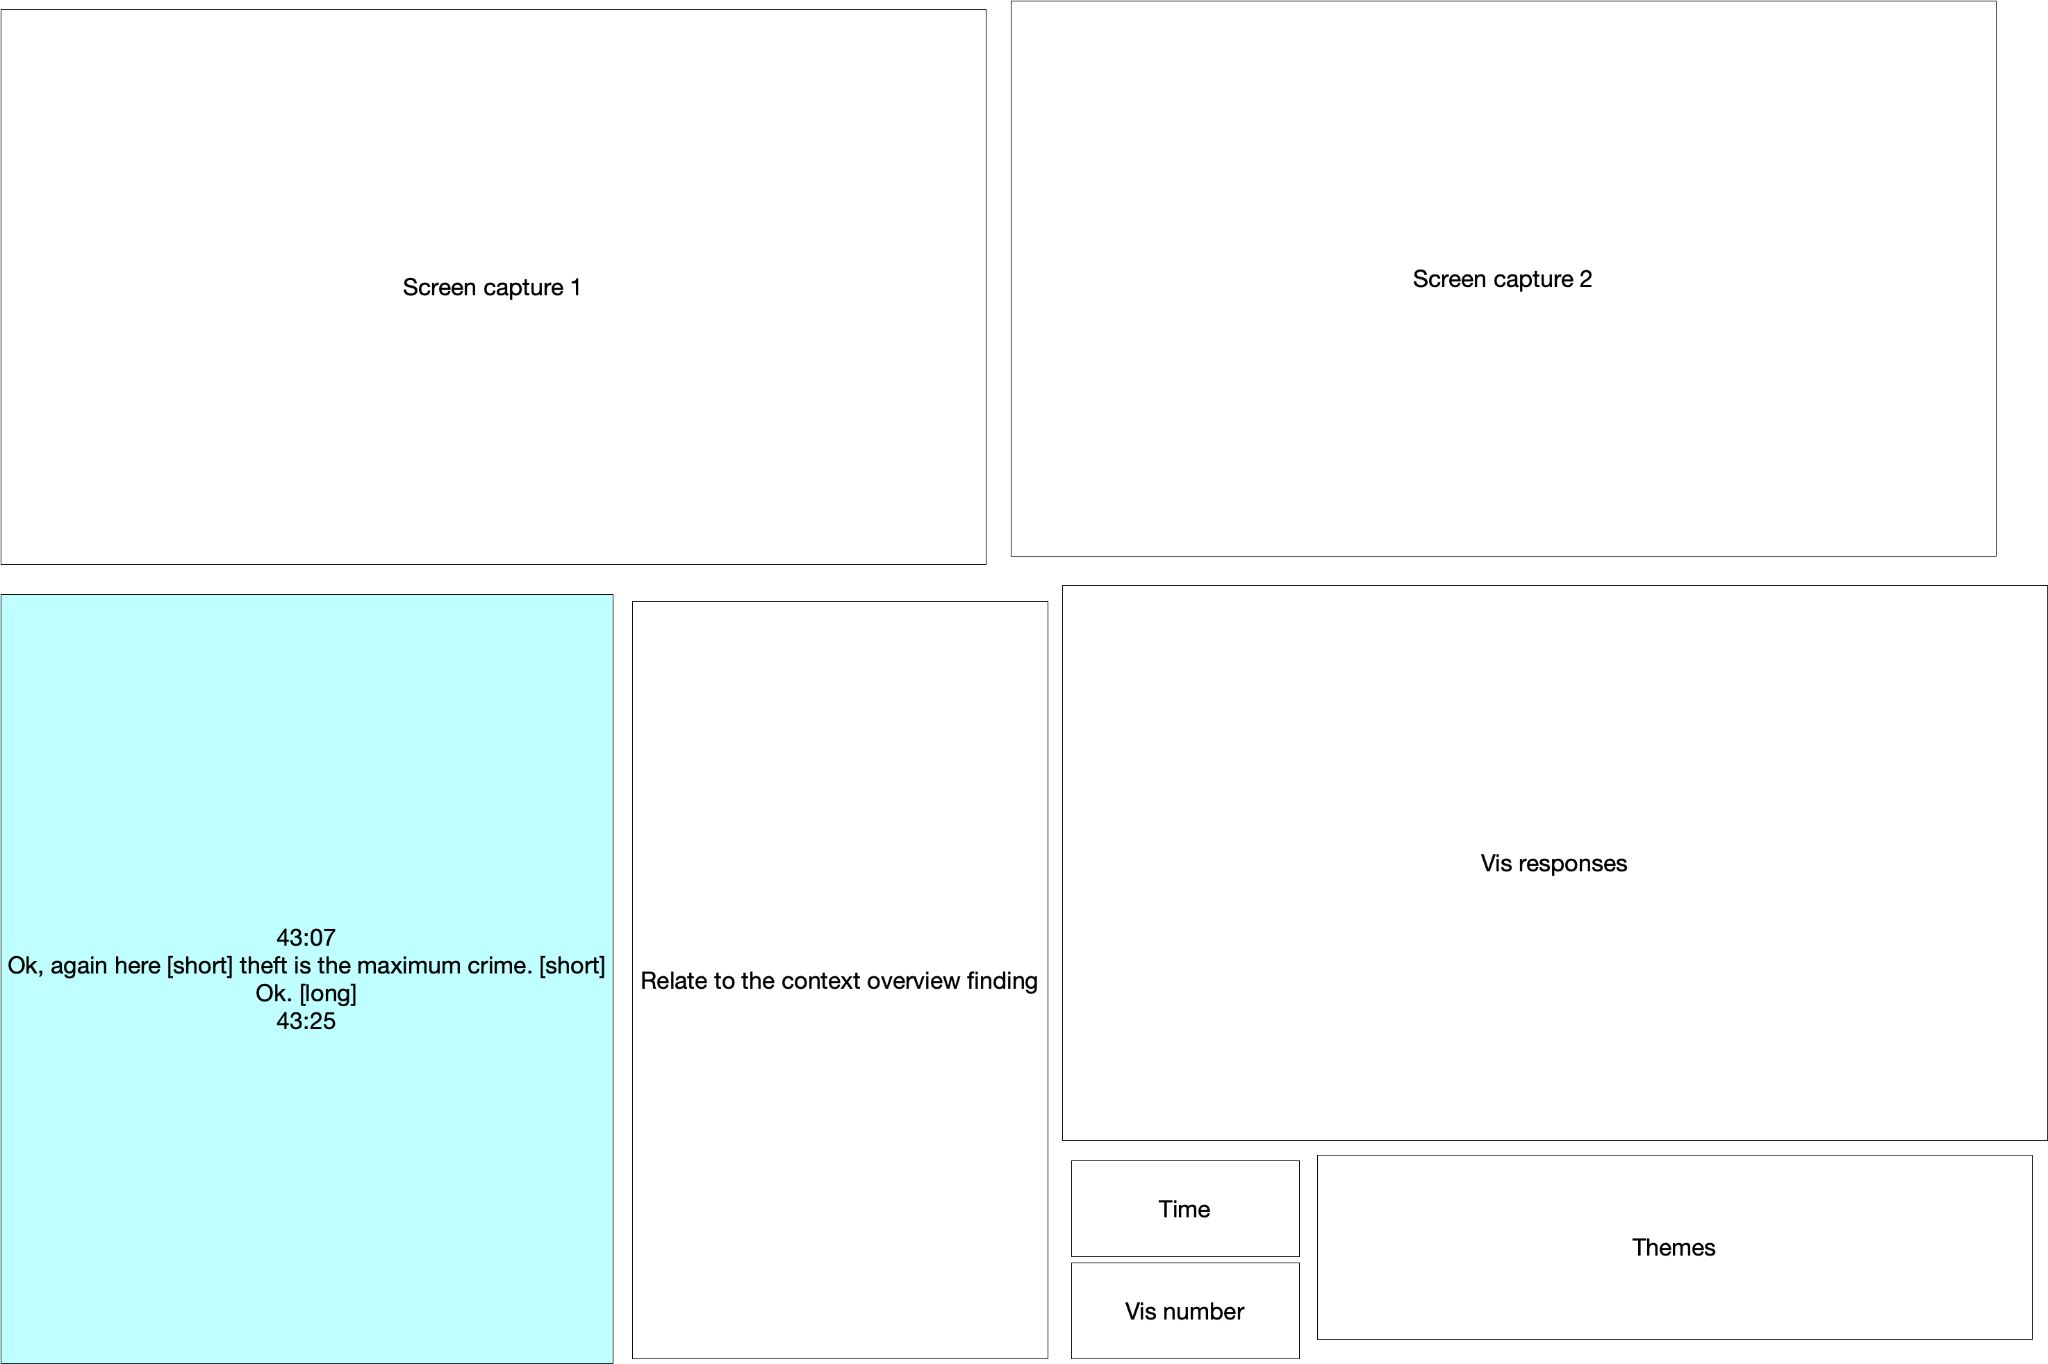 Screen capture 1
Screen capture 2
43:07
Ok, again here [short] theft is the maximum crime. [short]
Ok. [long]
43:25
Relate to the context overview finding
Vis responses
Time
Vis number
Themes